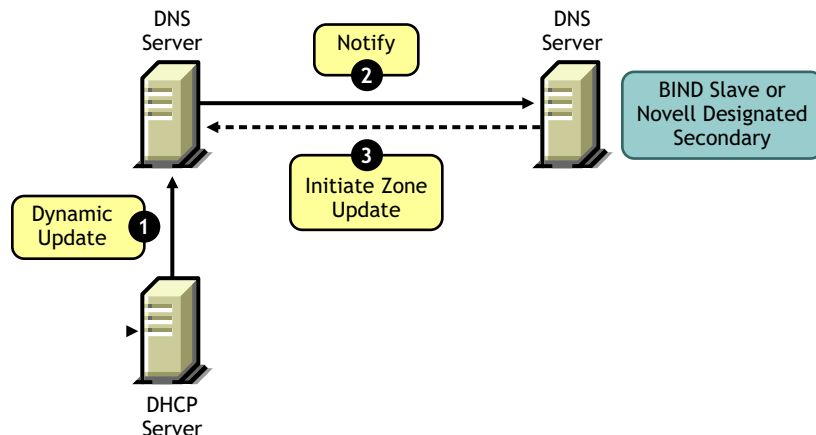 DNS
Server
Notify
2
DNS
Server
BIND Slave or
Novell Designated
Secondary
3
Initiate Zone
Update
Dynamic
Update
1
DHCP
Server